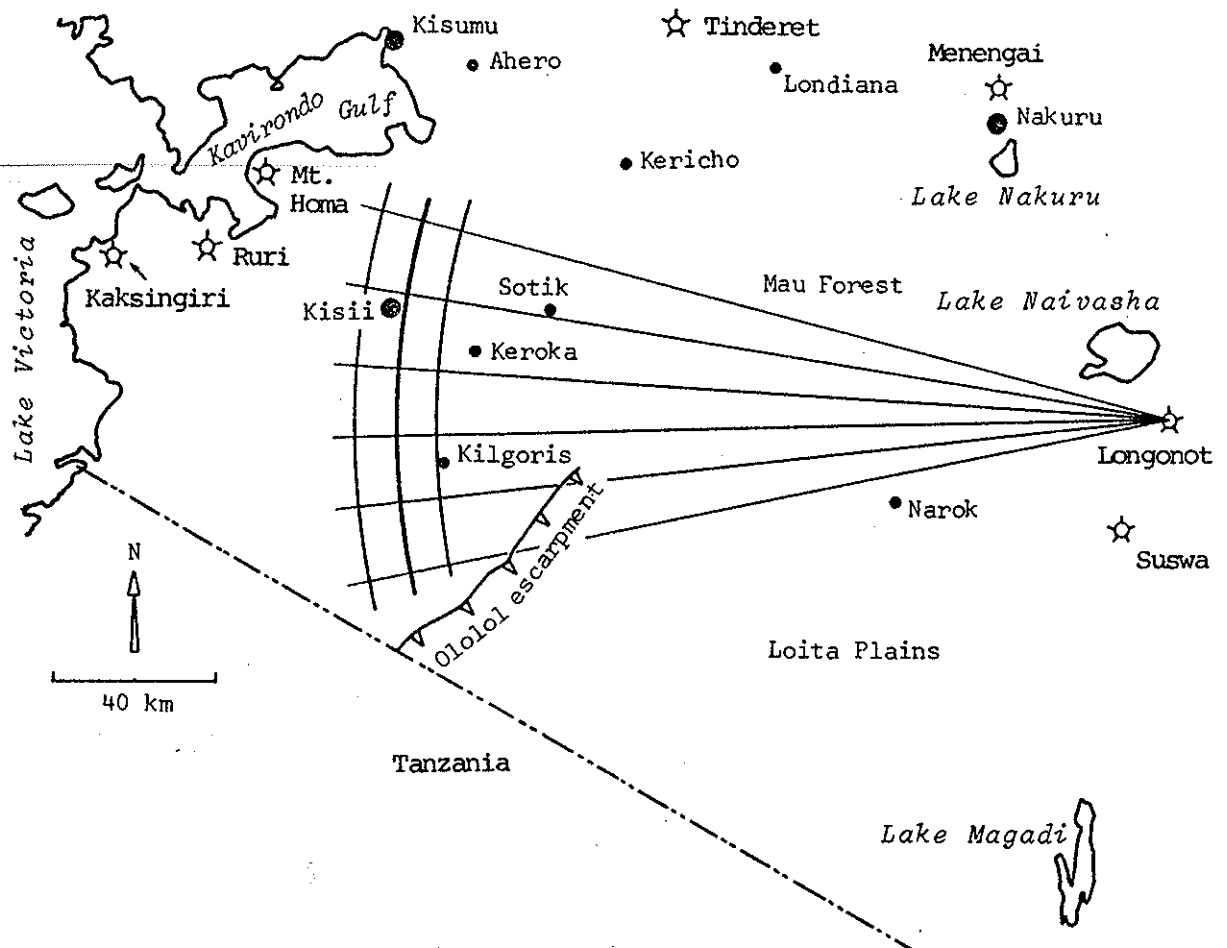 Kisumu
Tinderet
Ahero
Londiana
Menengai
Nakuru
Kavirondo Gulf
Kericho
Mt.
Homa
Lake Nakuru
Lake Victoria
Ruri
Kaksingiri
Mau Forest
Sotik
Lake Naivasha
Kisii
Keroka
Kilgoris
Longonot
Narok
Suswa
Ololol escarpment
N
Loita Plains
40 km
Tanzania
Lake Magadi